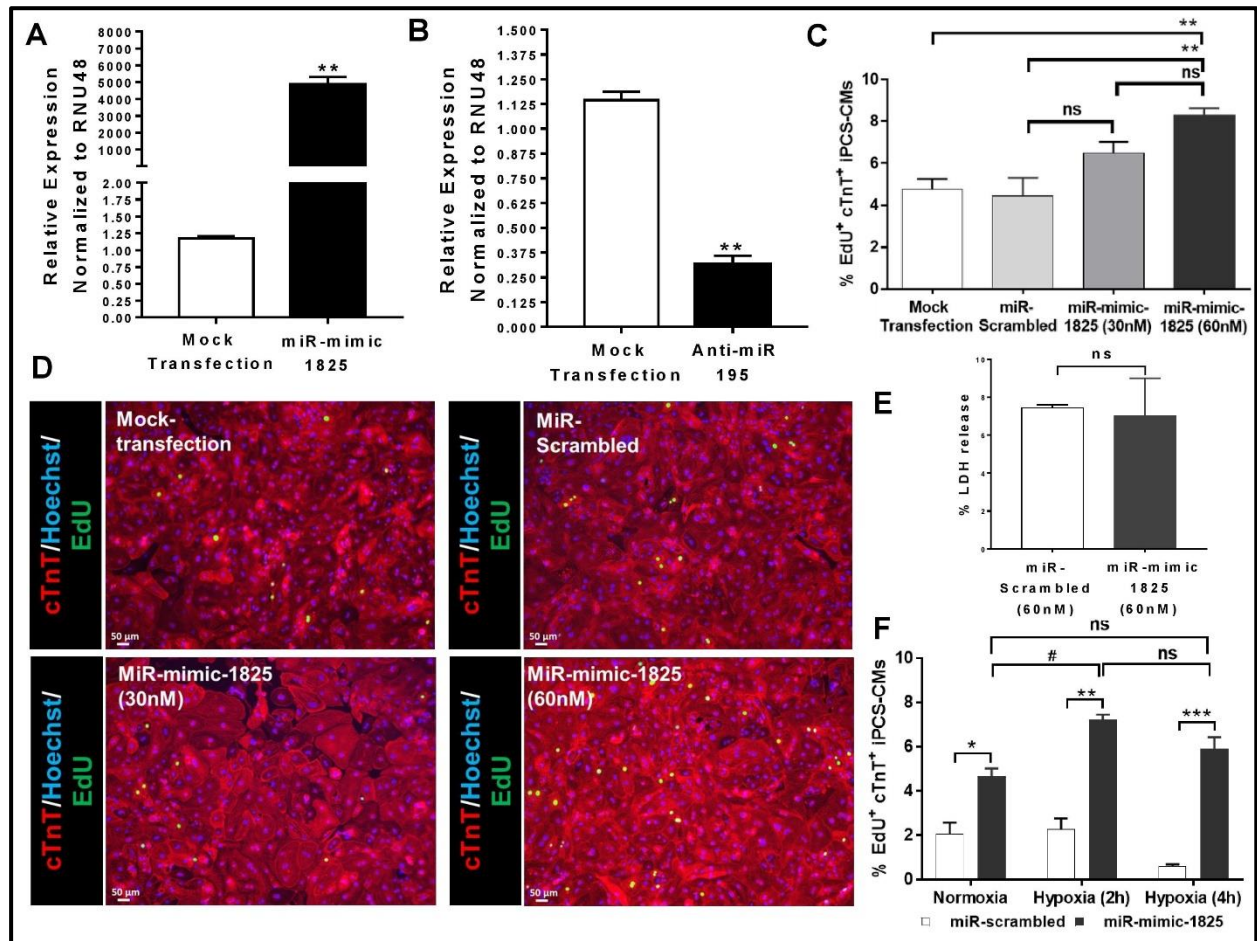 A
Relative Expression
Normalized to RNU48
8000
7000
6000
5000
4000
3000
2000
1000
2.00
1.75
1.50
1.25
1.00
0.75
0.50
0.25
0.00
**
Mock
Transfection
miR-mimic
1825
B
Relative Expression
Normalized to RNU48
1.500
1.375
1.250
1.125
1.000
0.875
0.750
0.625
0.500
0.375
0.250
0.125
0.000
**
Mock
Transfection
Anti-miR
195
C
% EdU+ cTnT+ iPCS-CMs
10
8
6
4
2
0
**
**
ns
ns
Mock
Transfection
miR-
Scrambled
miR-mimic-
1825 (30nM)
miR-mimic-
1825 (60nM)
D
cTnT/Hoechst/
EdU
Mock-
transfection
50 µm
cTnT/Hoechst/
EdU
MiR-
Scrambled
50 µm
cTnT/Hoechst/
EdU
MiR-mimic-1825
(30nM)
50 µm
cTnT/Hoechst/
EdU
MiR-mimic-1825
(60nM)
50 µm
E
% LDH release
10
8
6
4
2
0
ns
miR-
Scrambled
(60nM)
miR-mimic
1825
(60nM)
F
% EdU+ cTnT+ iPCS-CMs
10
8
6
4
2
0
ns
#
ns
*
**
***
Normoxia
Hypoxia (2h)
Hypoxia (4h)
miR-scrambled
miR-mimic-1825